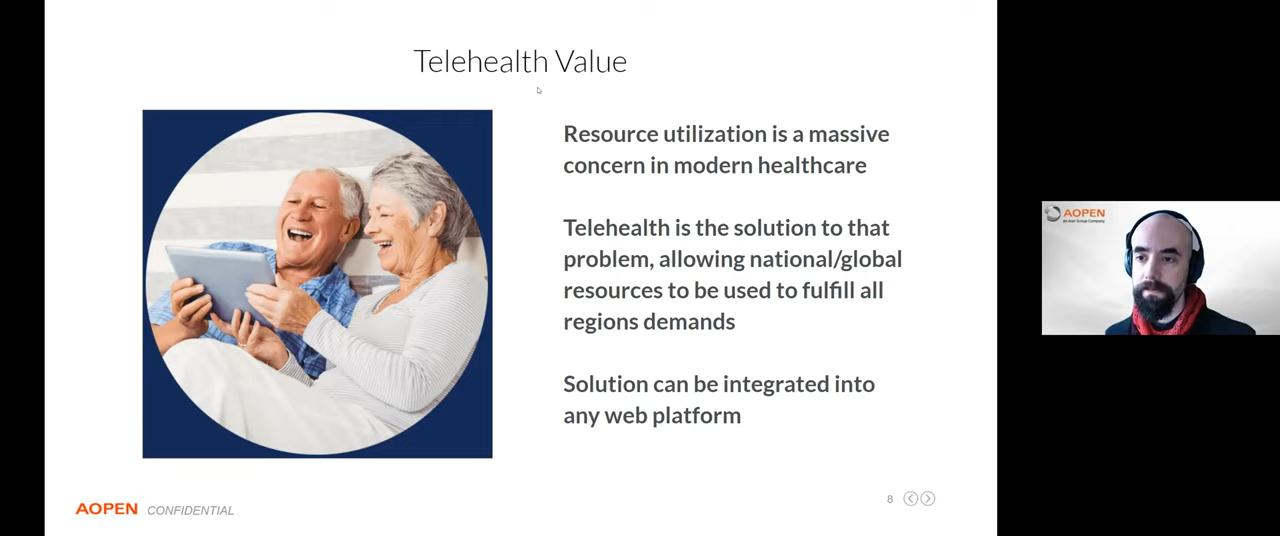 Telehealth Value
Resource utilization is a massive
concern in modern healthcare
Telehealth is the solution to that
problem, allowing national/global
resources to be used to fulfill all
regions demands
Solution can be integrated into
any web platform
AOPEN CONFIDENTIAL
8
AOPEN
an Acer Group Company